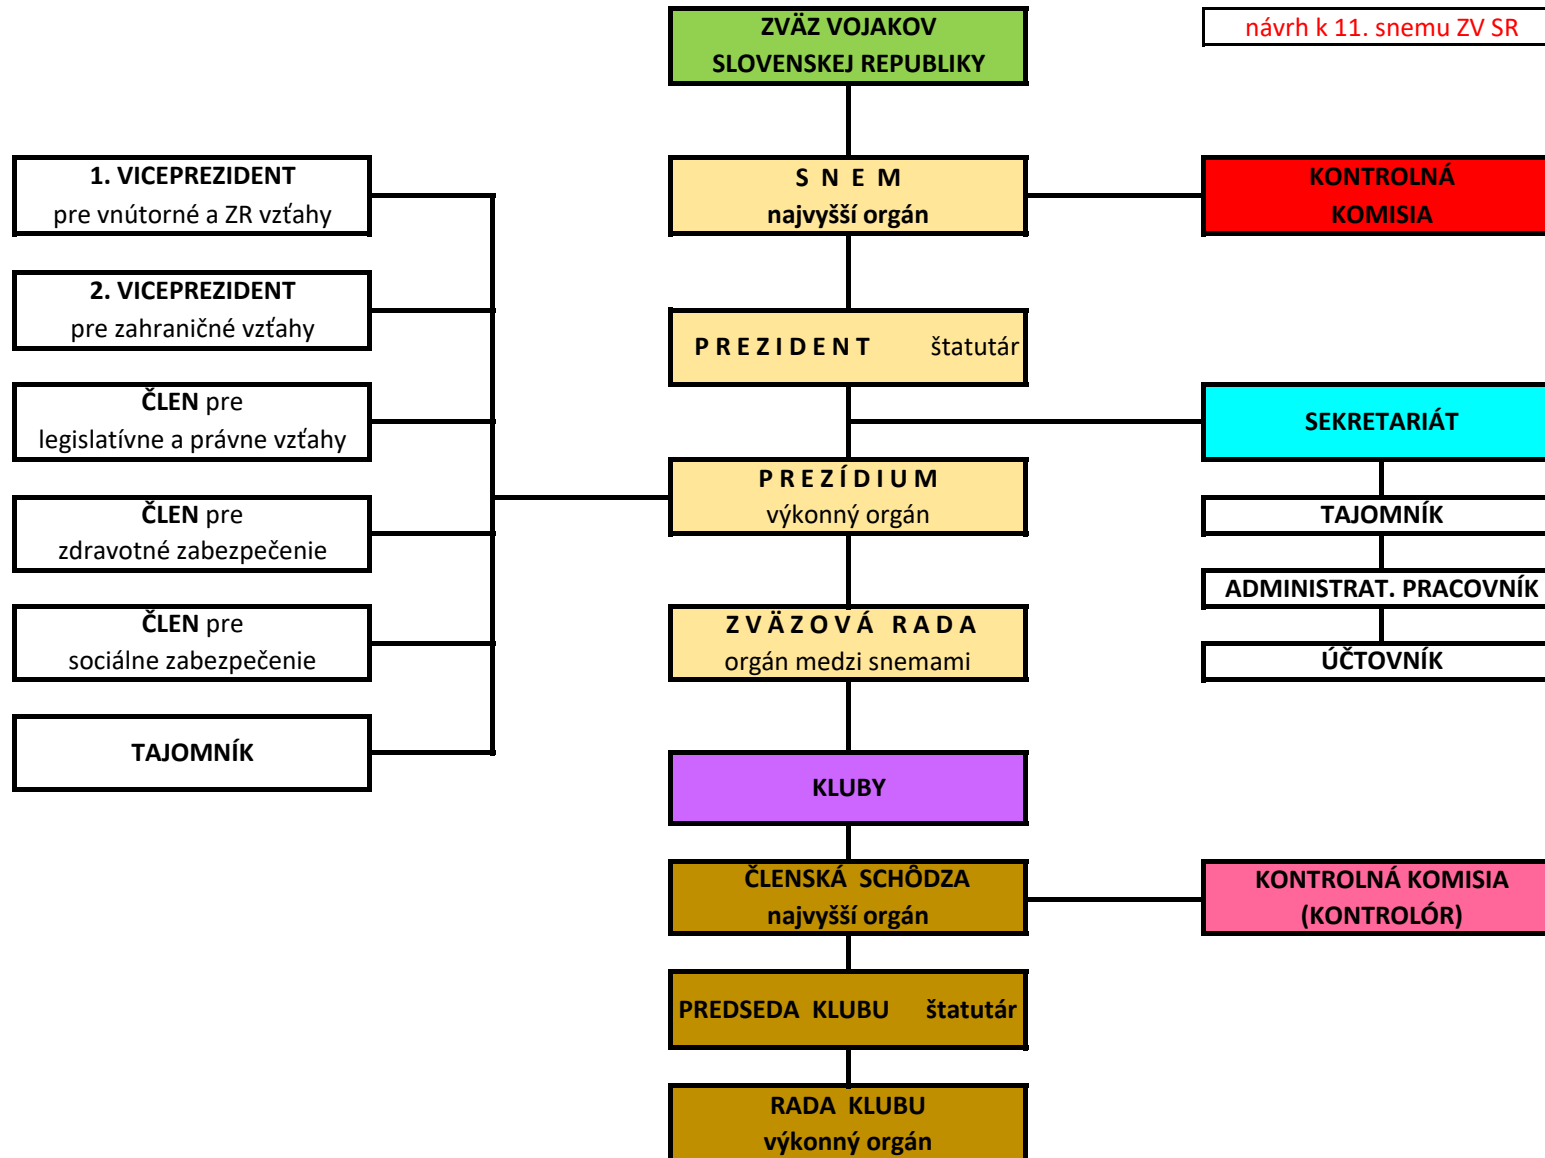 ZVÄZ VOJAKOV
SLOVENSKEJ REPUBLIKY
návrh k 11. snemu ZV SR
1. VICEPREZIDENT
pre vnútorné a ZR vzťahy
S N E M
najvyšší orgán
KONTROLNÁ
KOMISIA
2. VICEPREZIDENT
pre zahraničné vzťahy
P R E Z I D E N T štatutár
ČLEN pre
legislatívne a právne vzťahy
SEKRETARIÁT
P R E Z Í D I U M
výkonný orgán
ČLEN pre
zdravotné zabezpečenie
TAJOMNÍK
ADMINISTRAT. PRACOVNÍK
ČLEN pre
sociálne zabezpečenie
Z V Ä Z O V Á R A D A
orgán medzi snemami
ÚČTOVNÍK
TAJOMNÍK
KLUBY
ČLENSKÁ SCHÔDZA
najvyšší orgán
KONTROLNÁ KOMISIA
(KONTROLÓR)
PREDSEDA KLUBU štatutár
RADA KLUBU
výkonný orgán